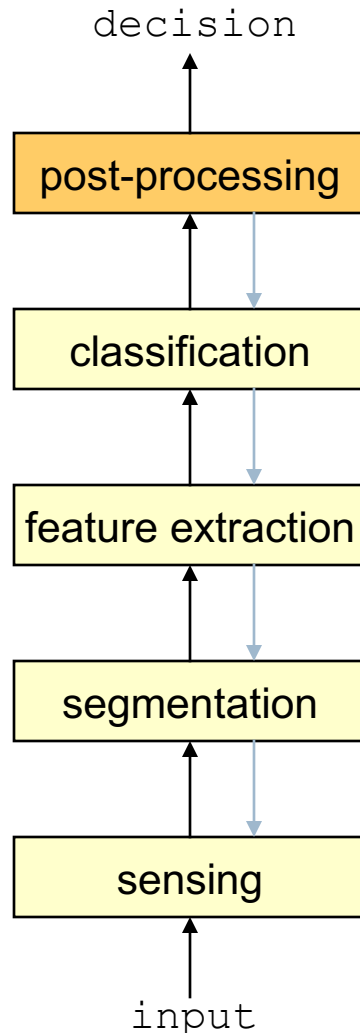 decision
post-processing
classification
feature extraction
segmentation
sensing
input